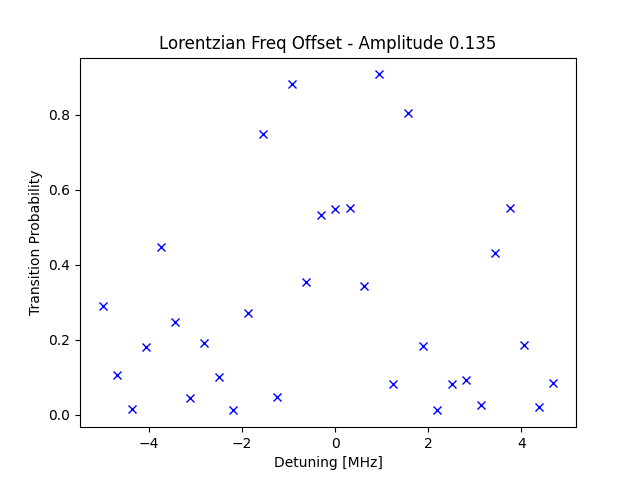 Lorentzian Freq Offset - Amplitude 0.135
Transition Probability
0.8
0.6
0.4
0.2
0.0
−4 −2 0 2 4
Detuning [MHz]